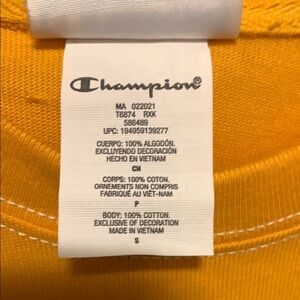 Champion®
MA 022021
T6874 RXK
586489
UPC: 194959139277
CUERPO: 100% ALGODÓN.
EXCLUYENDO DECORACIÓN
HECHO EN VIETNAM
CH
CORPS: 100% COTON.
ORNEMENTS NON COMPRIS
FABRIQUÉ AU VIÊT-NAM
P
BODY: 100% COTTON.
EXCLUSIVE OF DECORATION
MADE IN VIETNAM
S